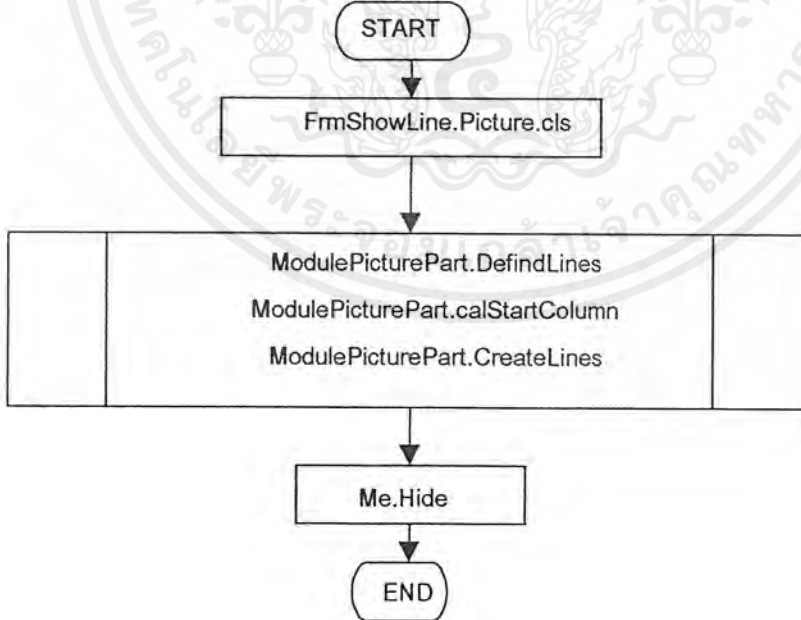 START
FrmShowLine.Picture.cls
ModulePicturePart.DefindLines
ModulePicturePart.calStartColumn
ModulePicturePart.CreateLines
Me.Hide
END